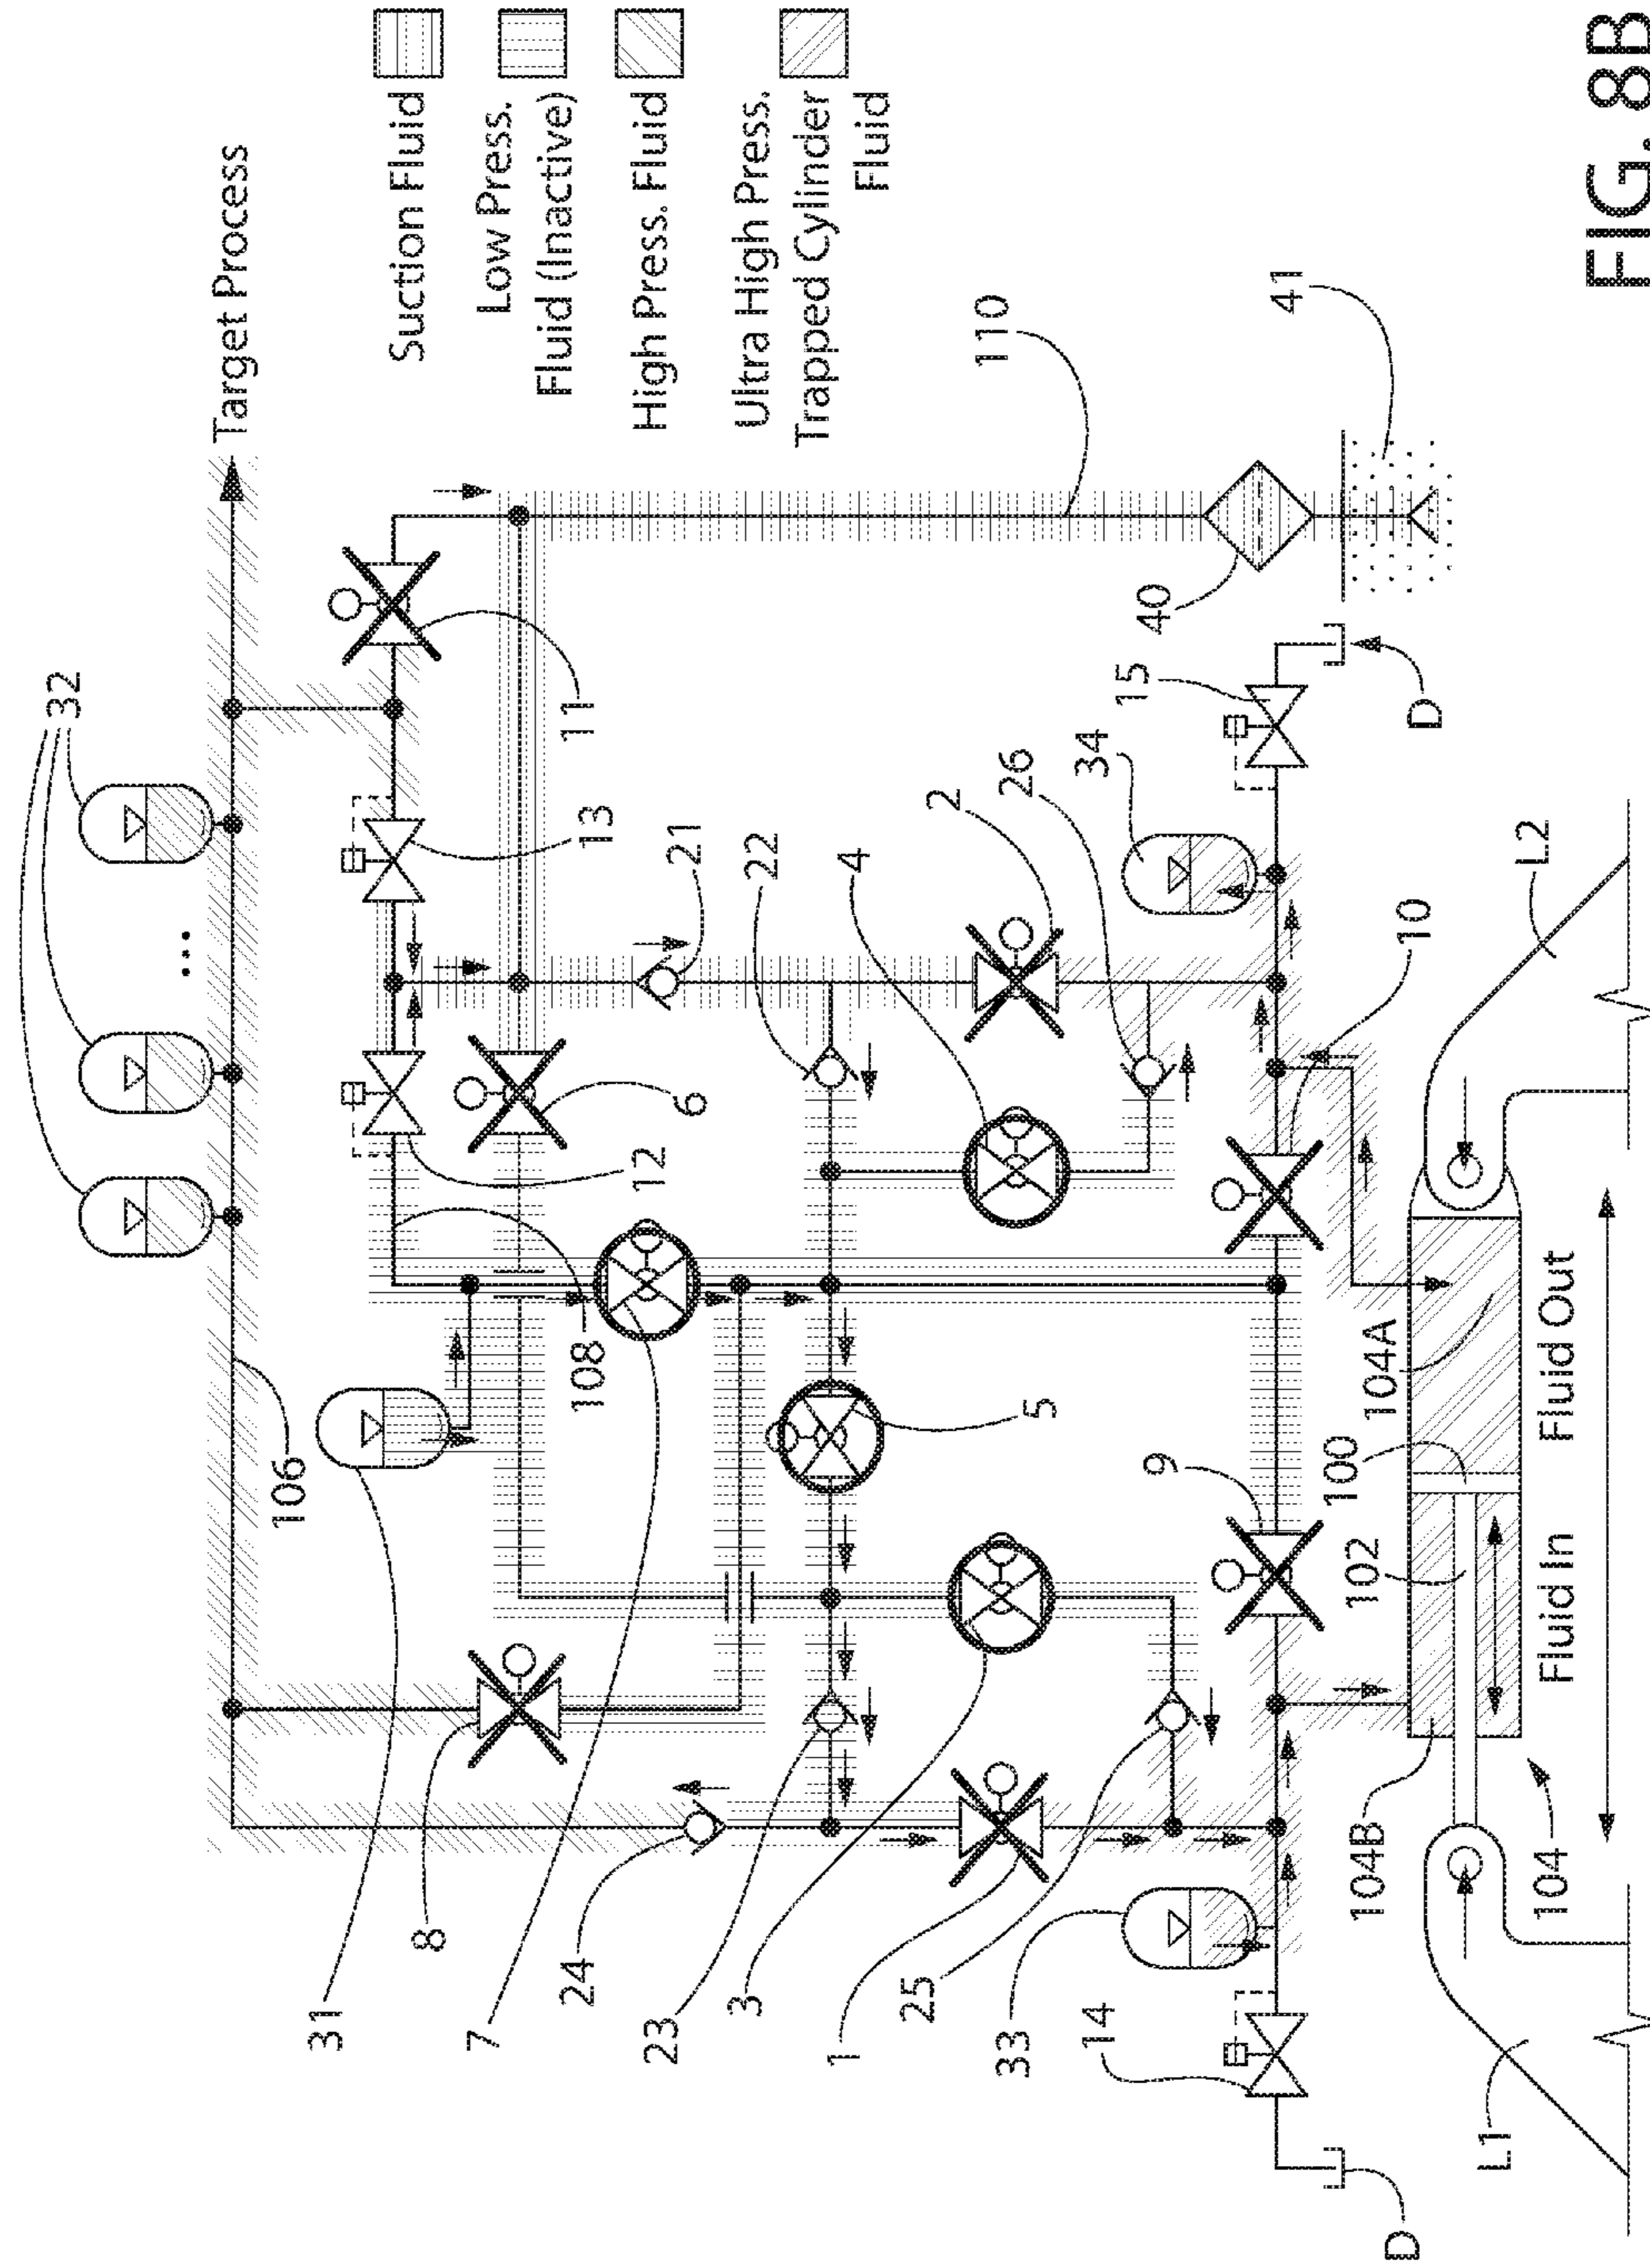 Target Process
Suction Fluid
Low Press.
Fluid (Inactive)
High Press. Fluid
Ultra High Press.
Trapped Cylinder
Fluid
32
...
106
31
108
12
6
13
11
8
7
24
23
3
1
25
33
14
5
9
21
22
4
26
2
34
15
10
110
40
41
D
D
104A
100
102
104B
104
Fluid In
Fluid Out
L1
L2
FIG. 8B